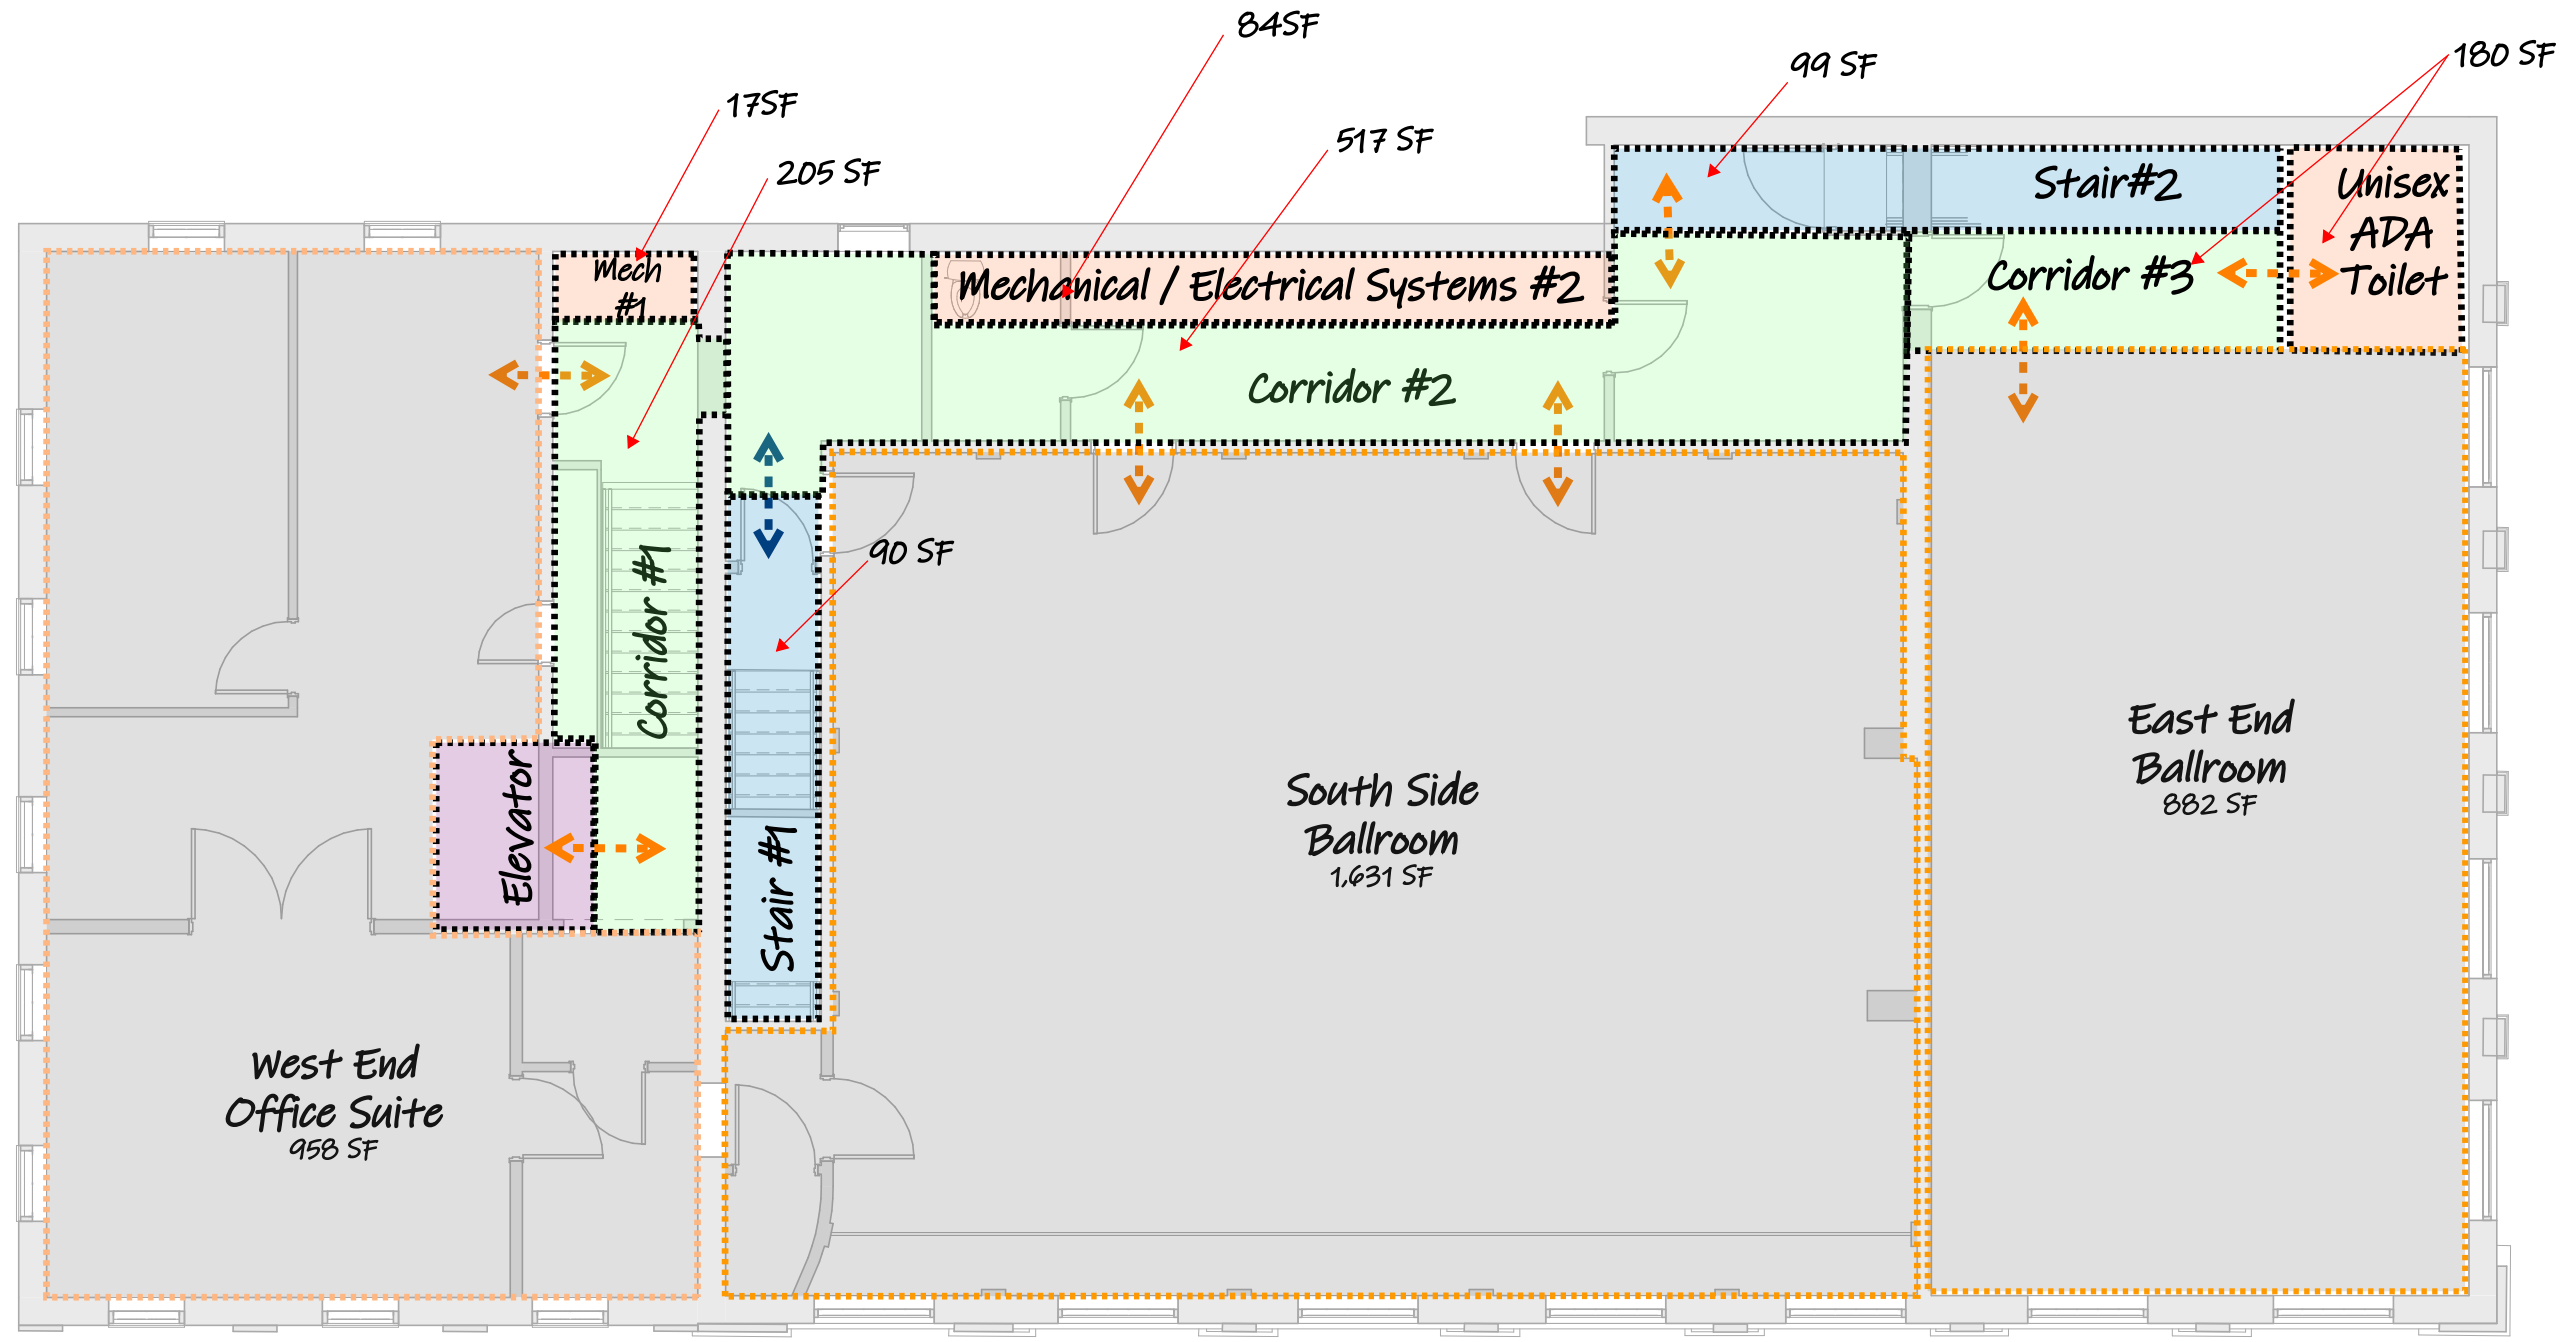 84SF
99 SF
180 SF
17SF
517 SF
205 SF
Mech
#1
Mechanical / Electrical Systems #2
Stair#2
Unisex
ADA
Toilet
Corridor #3
Corridor #2
Corridor #1
90 SF
Elevator
Stair #1
South Side
Ballroom
1,631 SF
East End
Ballroom
882 SF
West End
Office Suite
958 SF